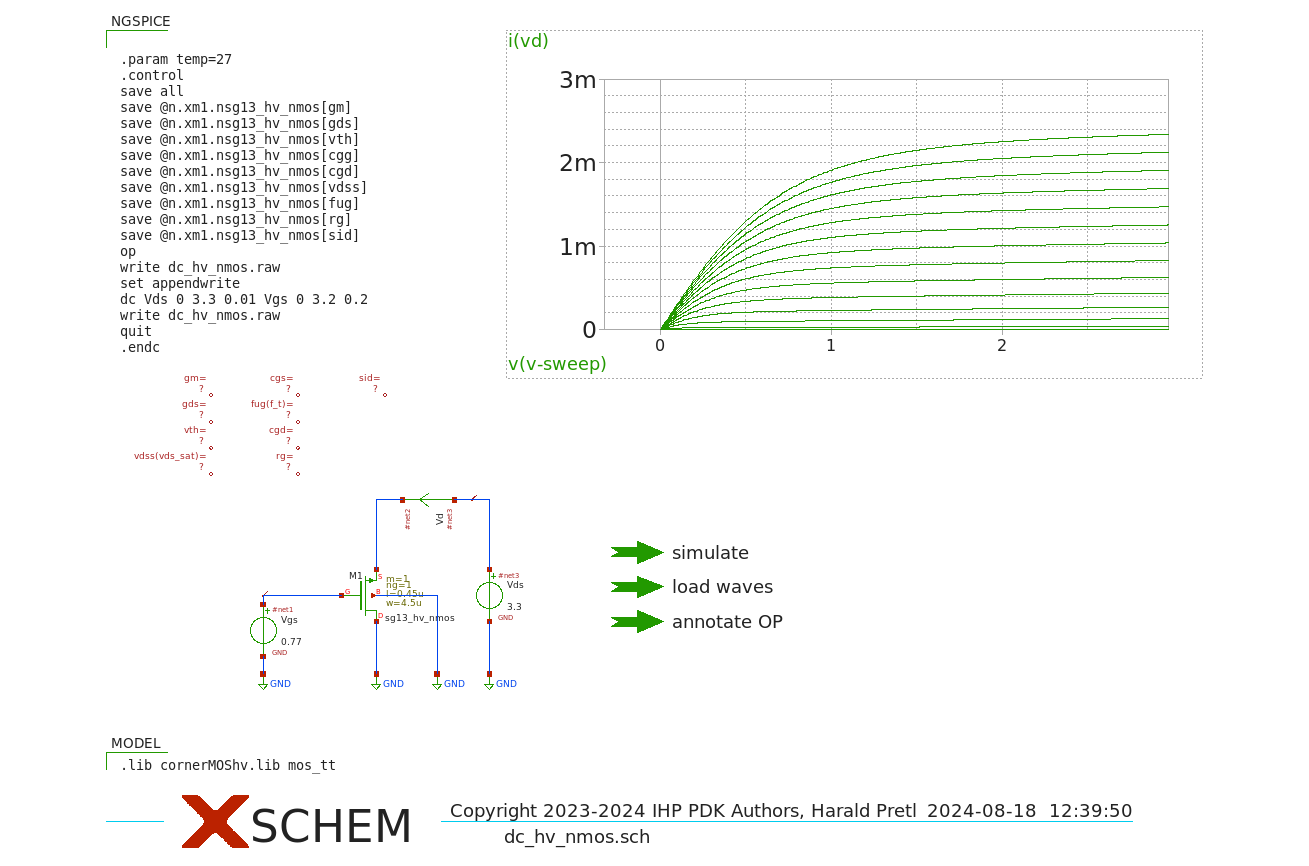 NGSPICE
.param temp=27
.control
save all
save @n.xm1.nsg13_hv_nmos[gm]
save @n.xm1.nsg13_hv_nmos[gds]
save @n.xm1.nsg13_hv_nmos[vth]
save @n.xm1.nsg13_hv_nmos[cgg]
save @n.xm1.nsg13_hv_nmos[cgd]
save @n.xm1.nsg13_hv_nmos[vdss]
save @n.xm1.nsg13_hv_nmos[fug]
save @n.xm1.nsg13_hv_nmos[rg]
save @n.xm1.nsg13_hv_nmos[sid]
op
write dc_hv_nmos.raw
set appendwrite
dc Vds 0 3.3 0.01 Vgs 0 3.2 0.2
write dc_hv_nmos.raw
quit
.endc
i(vd)
3m
2m
1m
0
0 1 2
v(v-sweep)
gm= cgs= sid=
? ? ?
gds= fug(f_t)=
? ?
vth= cgd=
? ?
vdss(vds_sat)= rg=
? ?
#net2 Vd #net3
M1 S m=1
ng=1
G B l=0.45u
w=4.5u
D sg13_hv_nmos
#net3
Vds
3.3
GND
#net1
Vgs
0.77
GND
GND GND GND GND
simulate
load waves
annotate OP
MODEL
.lib cornerMOShv.lib mos_tt
XSCHEM
Copyright 2023-2024 IHP PDK Authors, Harald Pretl 2024-08-18 12:39:50
dc_hv_nmos.sch